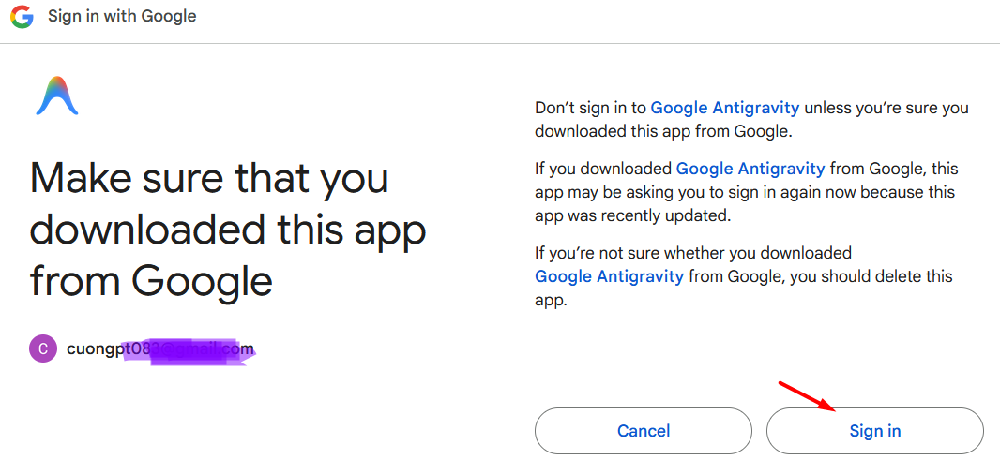 Sign in with Google
Make sure that you
downloaded this app
from Google
C
cuongpt083@gmail.com
Don't sign in to Google Antigravity unless you're sure you
downloaded this app from Google.
If you downloaded Google Antigravity from Google, this
app may be asking you to sign in again now because this
app was recently updated.
If you're not sure whether you downloaded
Google Antigravity from Google, you should delete this
app.
Cancel
Sign in